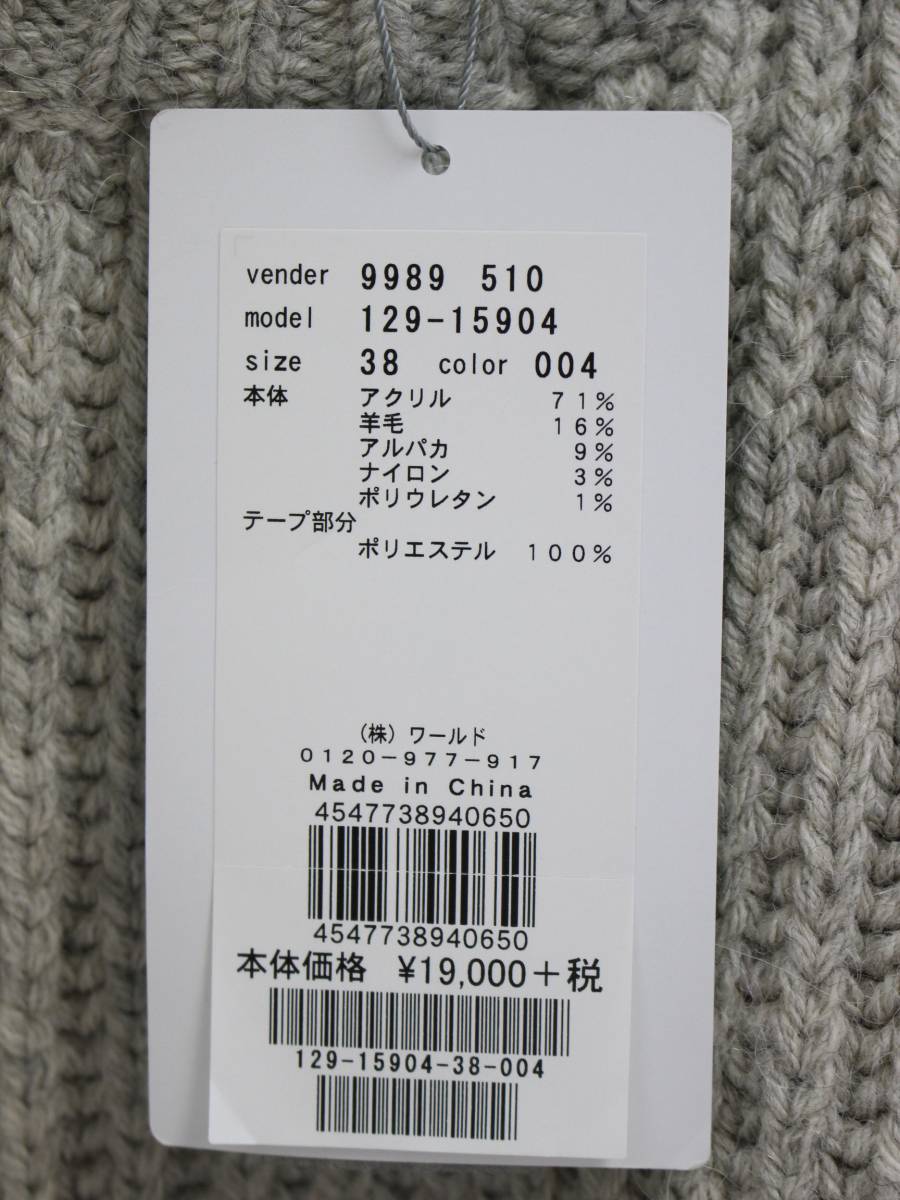 vender 9989 510
model 129-15904
size 38 color 004
本体 アクリル 71%
羊毛 16%
アルパカ 9%
ナイロン 3%
ポリウレタン 1%
テープ部分
ポリエステル 100%
(株)ワールド
0120-977-917
Made in China
4547738940650
4547738940650
本体価格 ¥19,000+税
129-15904-38-004